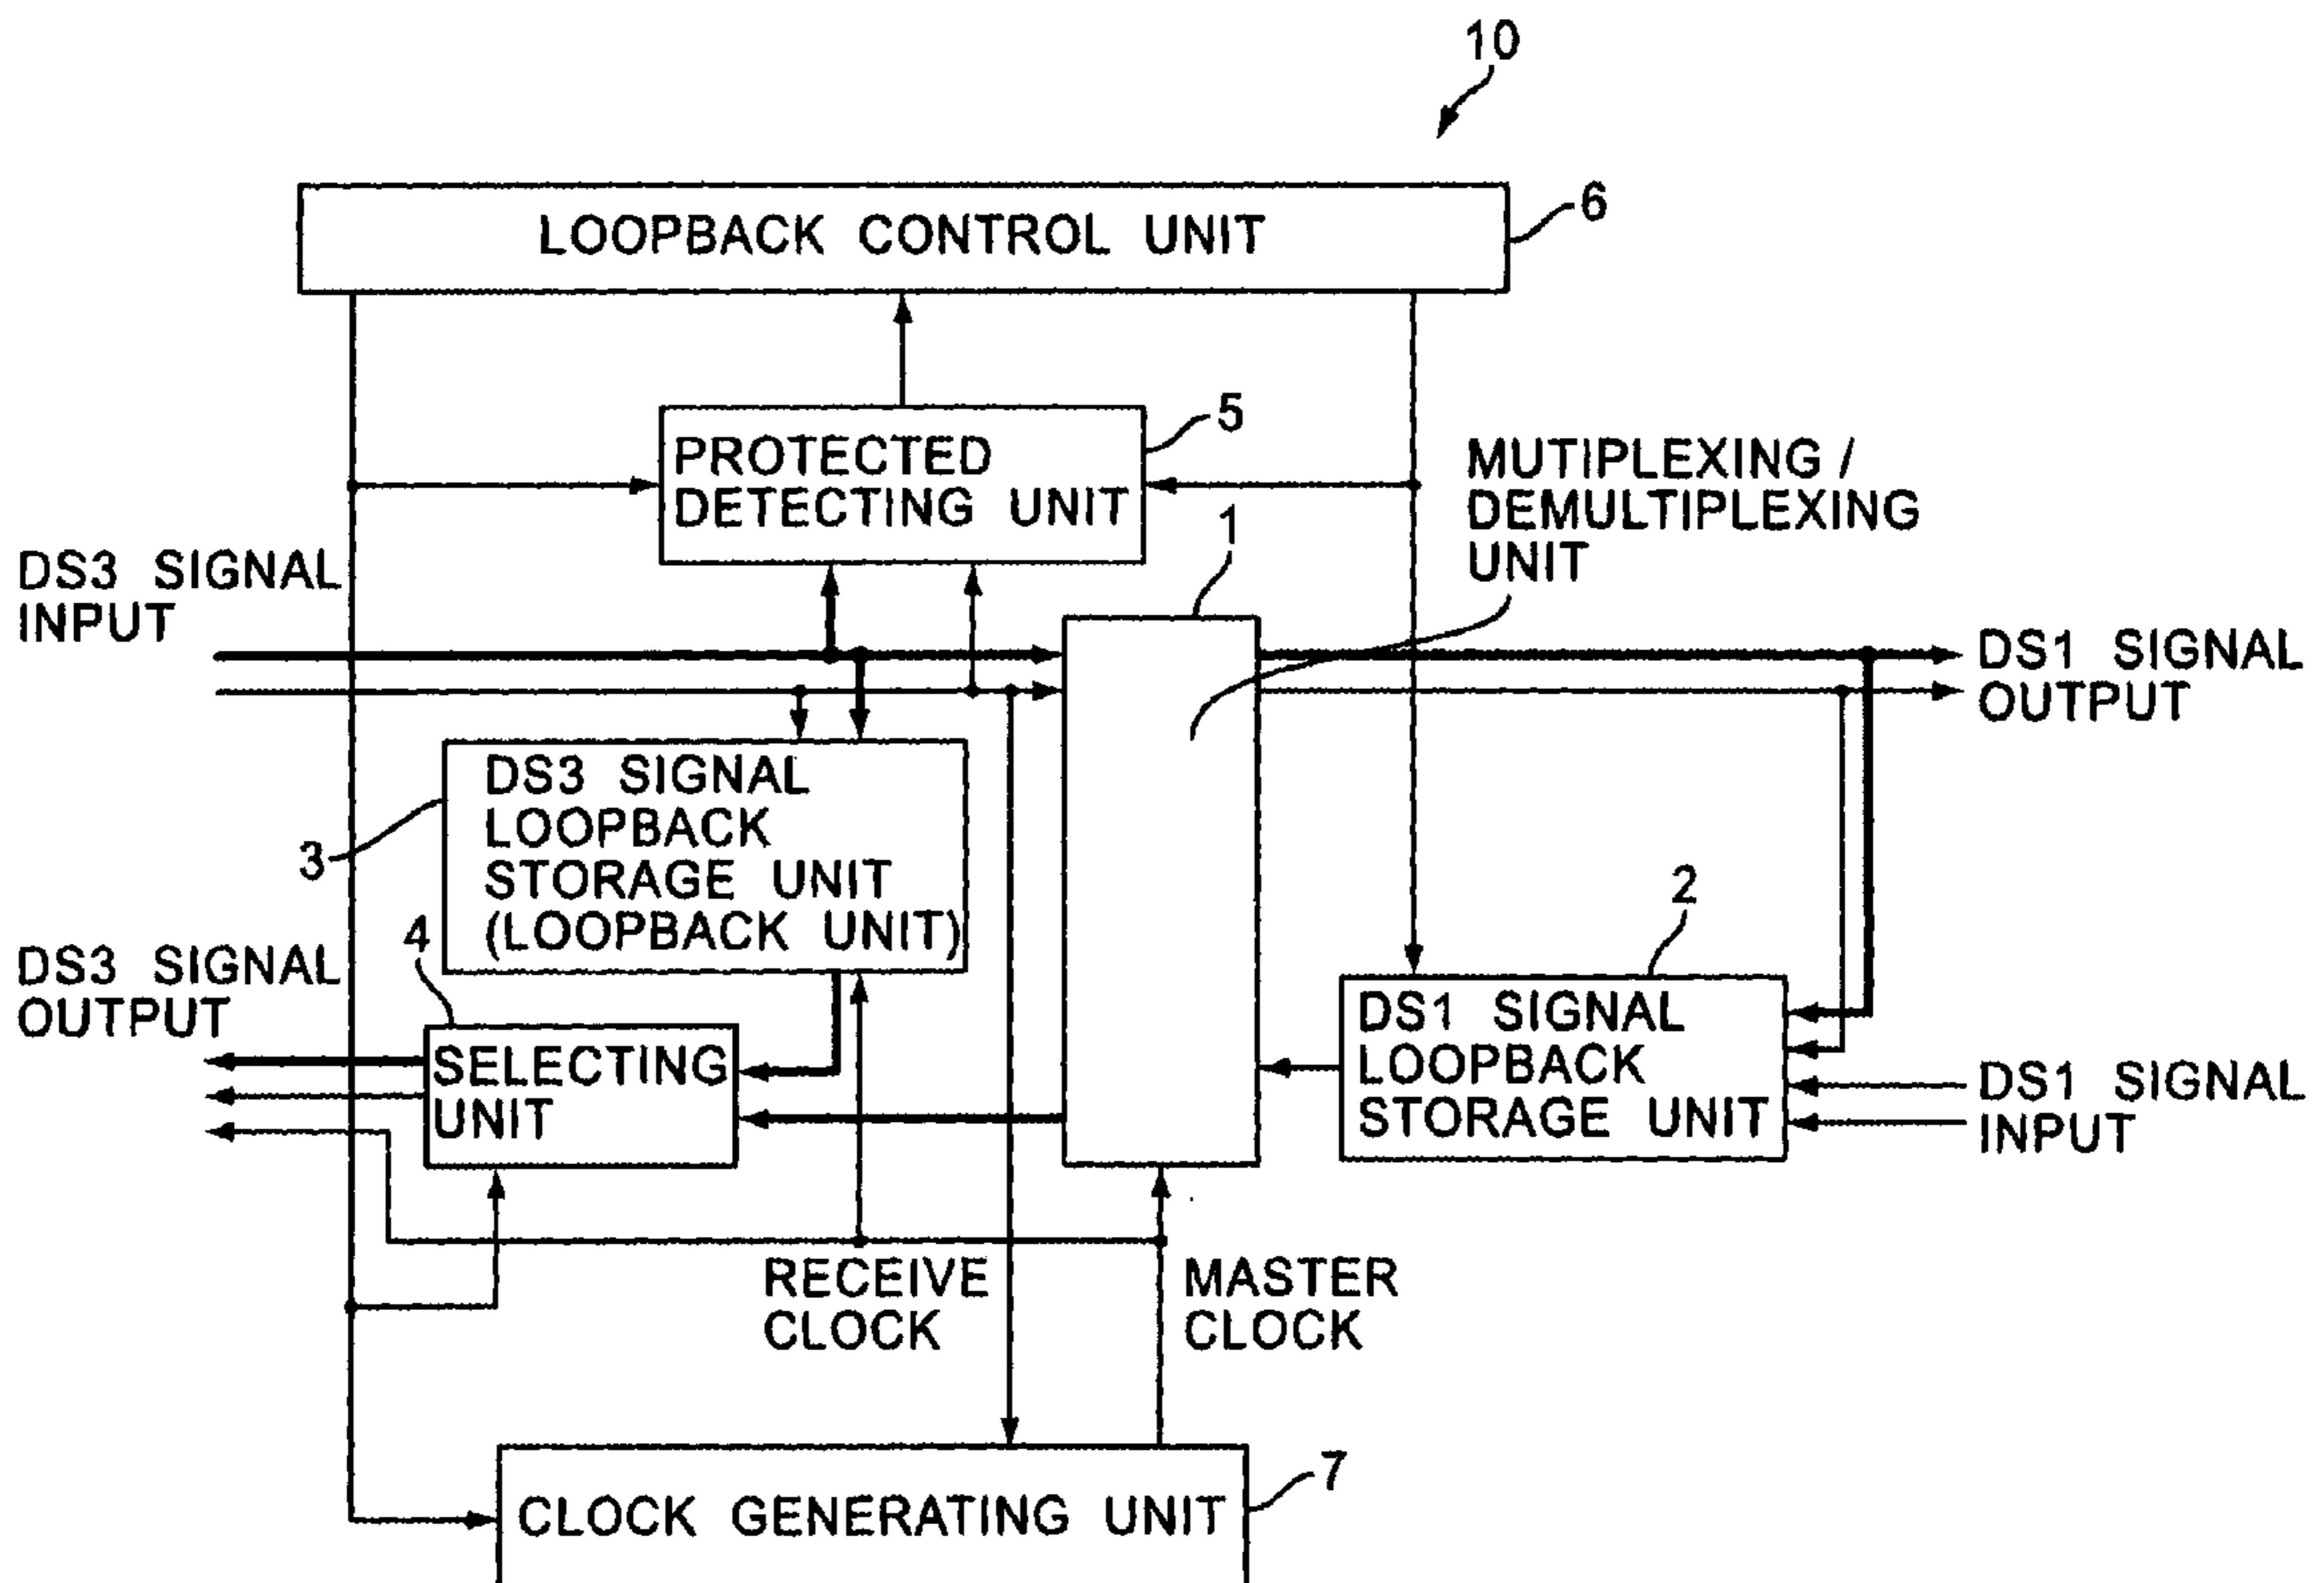 10
LOOPBACK CONTROL UNIT
6
PROTECTED
DETECTING UNIT
5
MUTIPLEXING /
DEMULTIPLEXING
UNIT
1
DS3 SIGNAL
INPUT
DS1 SIGNAL
OUTPUT
DS3 SIGNAL
LOOPBACK
STORAGE UNIT
(LOOPBACK UNIT)
3
2
4
DS3 SIGNAL
OUTPUT
SELECTING
UNIT
DS1 SIGNAL
LOOPBACK
STORAGE UNIT
DS1 SIGNAL
INPUT
RECEIVE
CLOCK
MASTER
CLOCK
7
CLOCK GENERATING UNIT